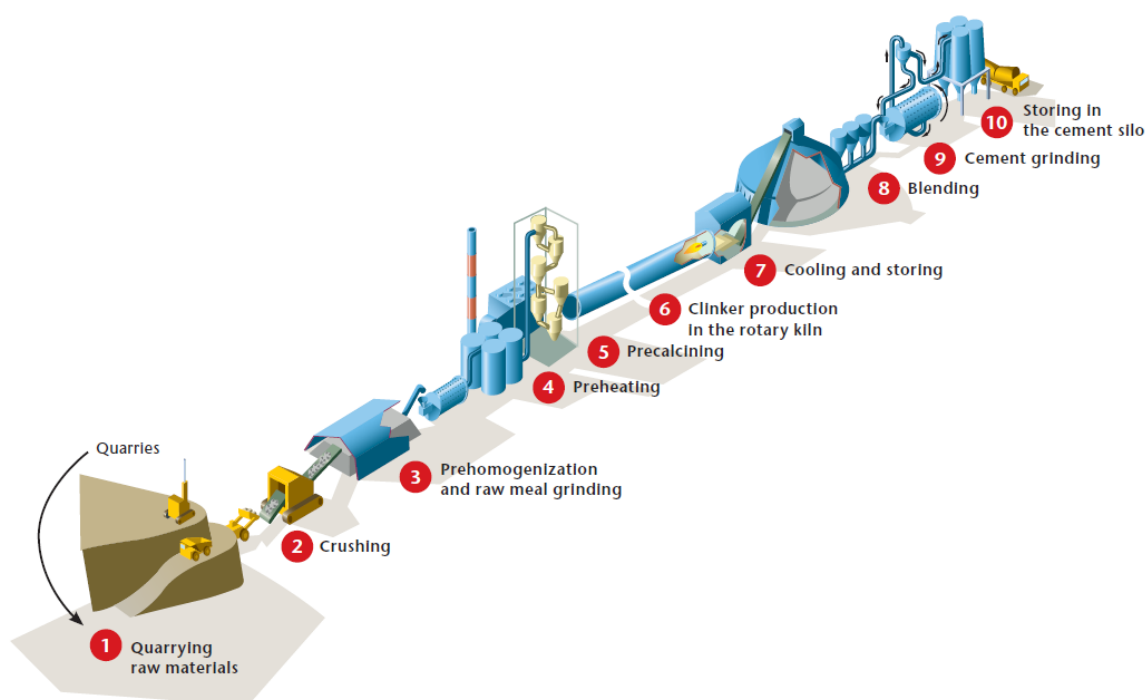 Quarries
1
Quarrying
raw materials
2
Crushing
3
Prehomogenization
and raw meal grinding
4
Preheating
5
Precalcining
6
Clinker production
in the rotary kiln
7
Cooling and storing
8
Blending
9
Cement grinding
10
Storing in
the cement silo